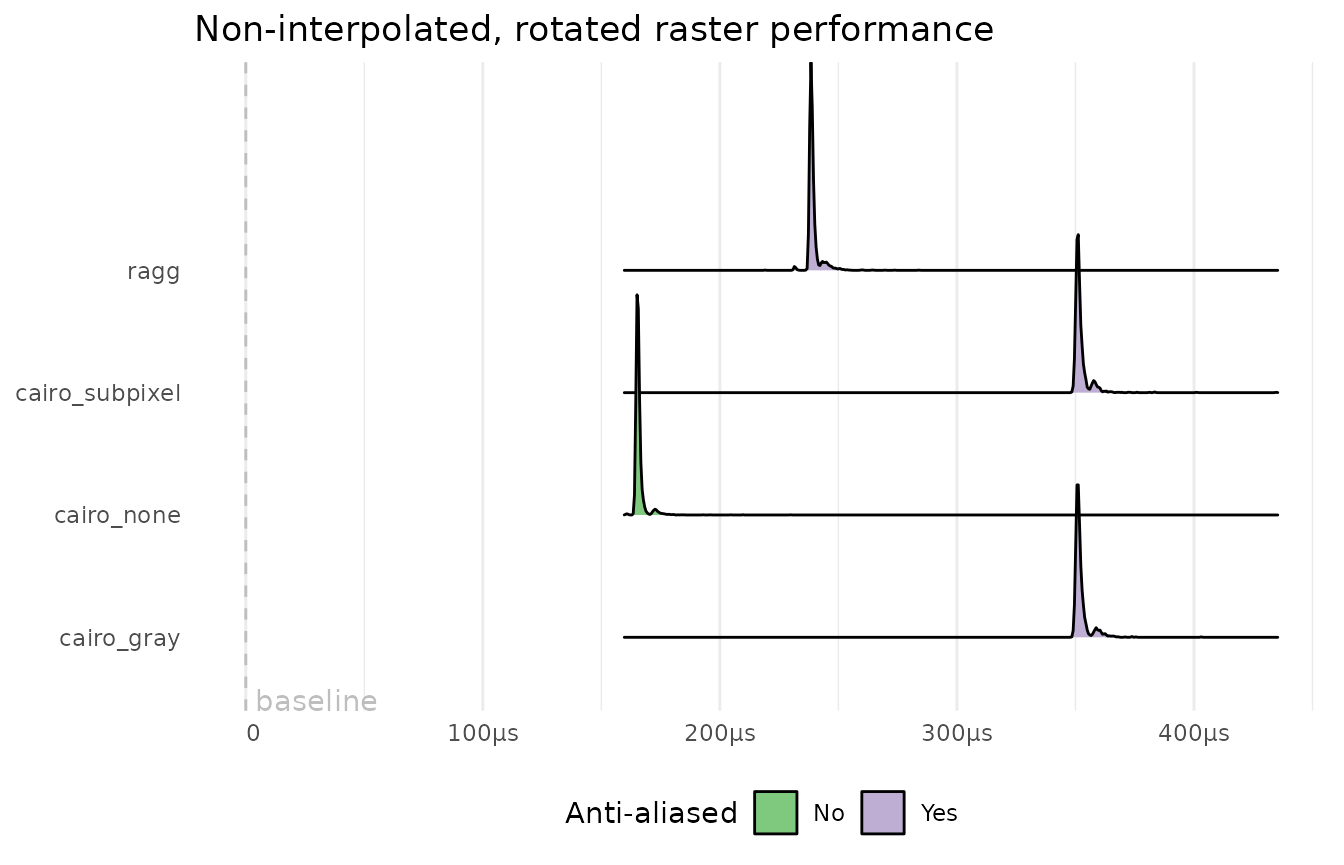 Non-interpolated, rotated raster performance
ragg
cairo_subpixel
cairo_none
cairo_gray
baseline
0 100µs 200µs 300µs 400µs
Anti-aliased No Yes